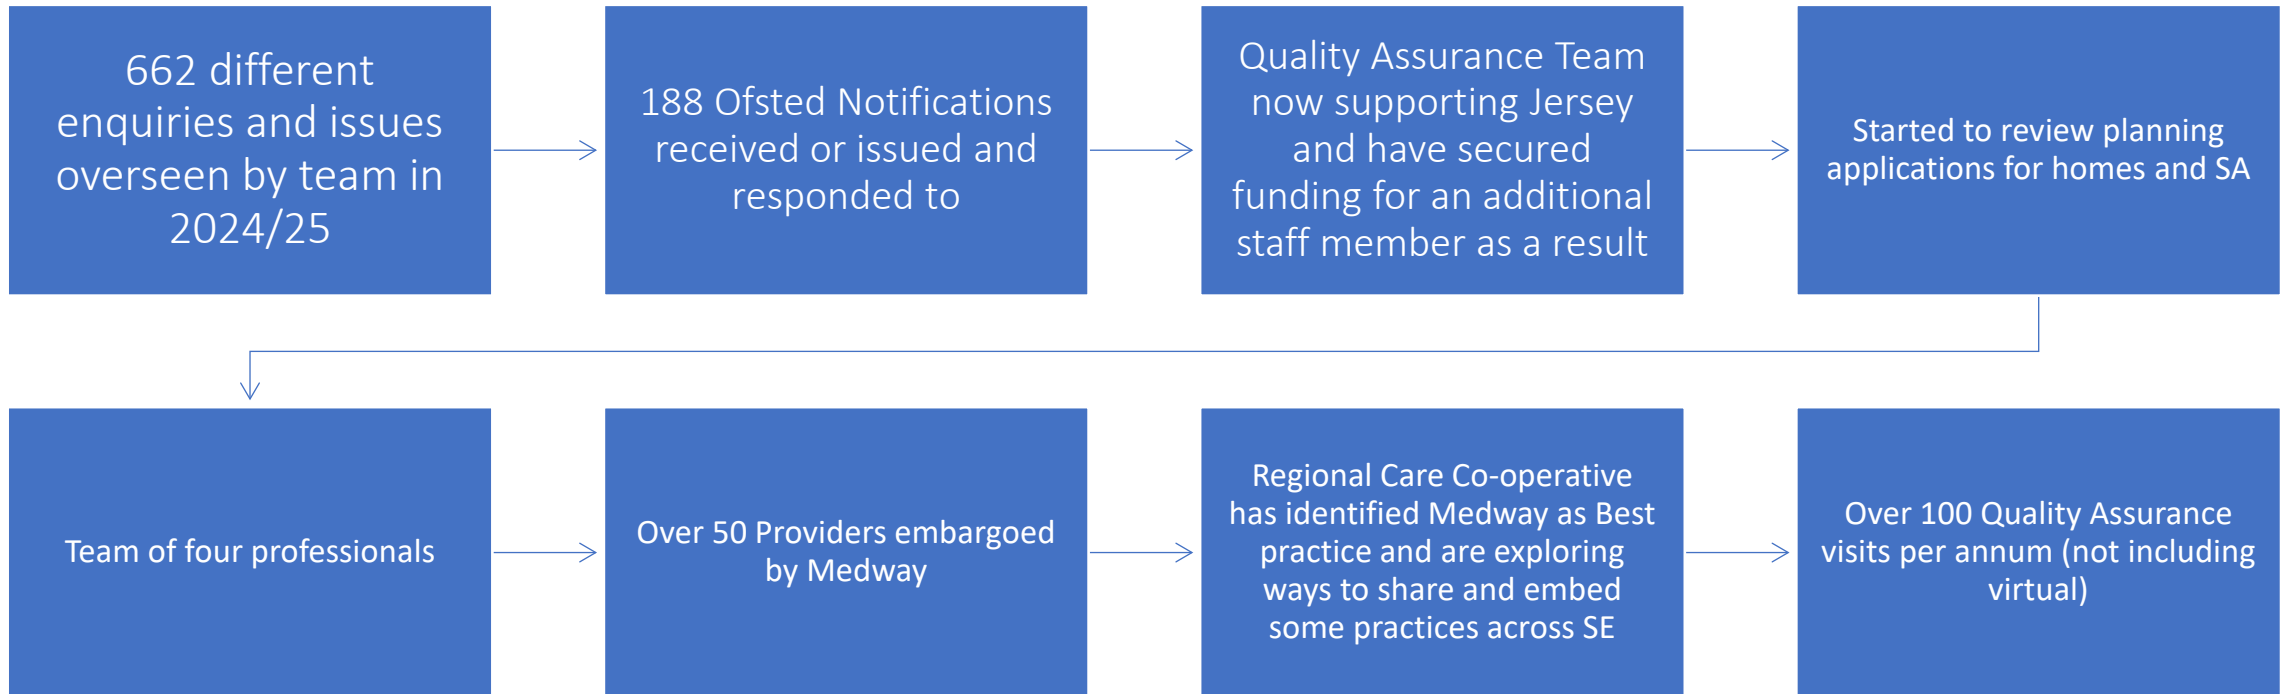 662 different
enquiries and issues
overseen by team in
2024/25
188 Ofsted Notifications
received or issued and
responded to
Quality Assurance Team
now supporting Jersey
and have secured
funding for an additional
staff member as a result
Started to review planning
applications for homes and SA
Team of four professionals
Over 50 Providers embargoed
by Medway
Regional Care Co-operative
has identified Medway as Best
practice and are exploring
ways to share and embed
some practices across SE
Over 100 Quality Assurance
visits per annum (not including
virtual)